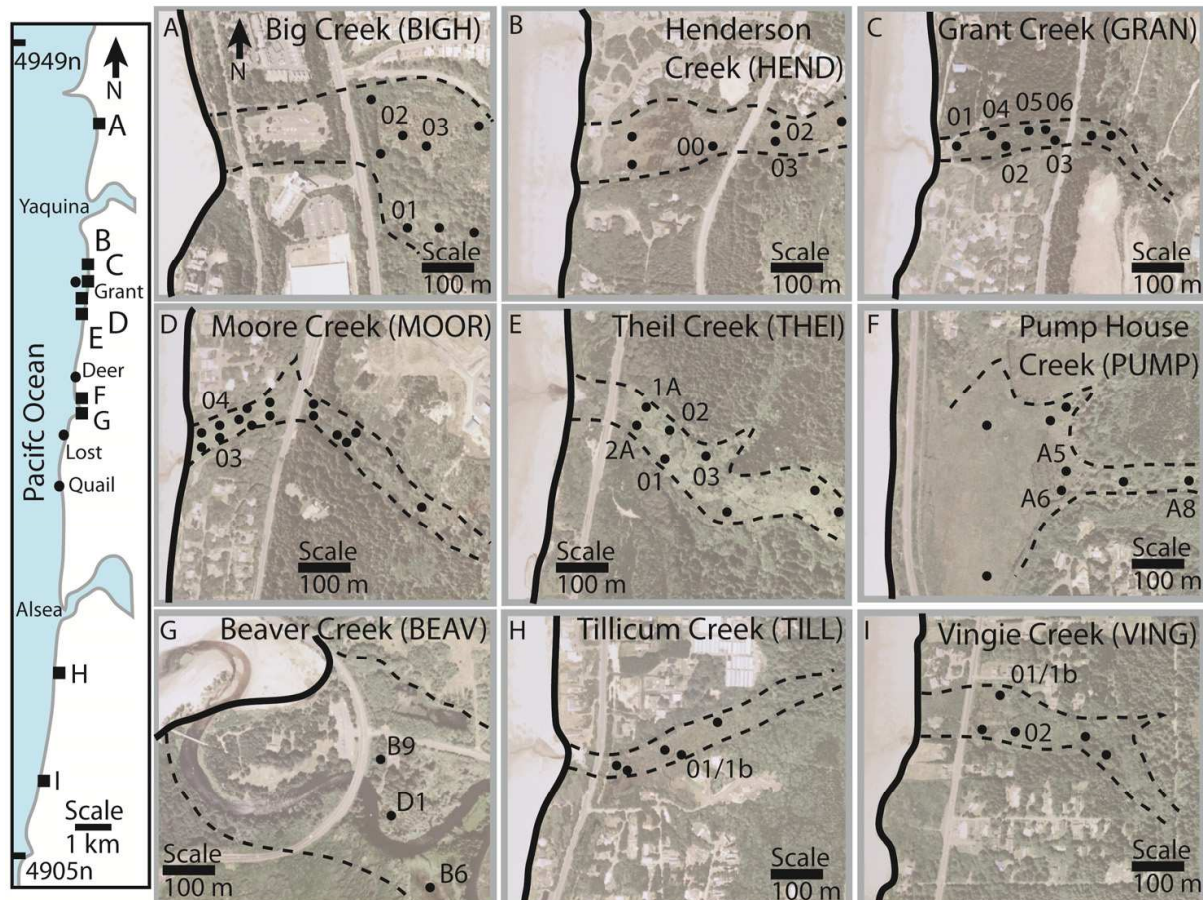 4949n
N
A
Yaquina
B
C
Grant
D
E
Deer
F
G
Lost
Quail
Pacifc Ocean
Alsea
H
I
Scale
1 km
4905n
A
Big Creek (BIGH)
N
02
03
01
Scale
100 m
B
Henderson
Creek (HEND)
00
02
03
Scale
100 m
C
Grant Creek (GRAN)
01
04
05
06
02
03
Scale
100 m
D
Moore Creek (MOOR)
04
03
Scale
100 m
E
Theil Creek (THEI)
1A
02
2A
01
03
Scale
100 m
F
Pump House
Creek (PUMP)
A5
A6
A8
Scale
100 m
G
Beaver Creek (BEAV)
B9
D1
B6
Scale
100 m
H
Tillicum Creek (TILL)
01/1b
Scale
100 m
I
Vingie Creek (VING)
01/1b
02
Scale
100 m